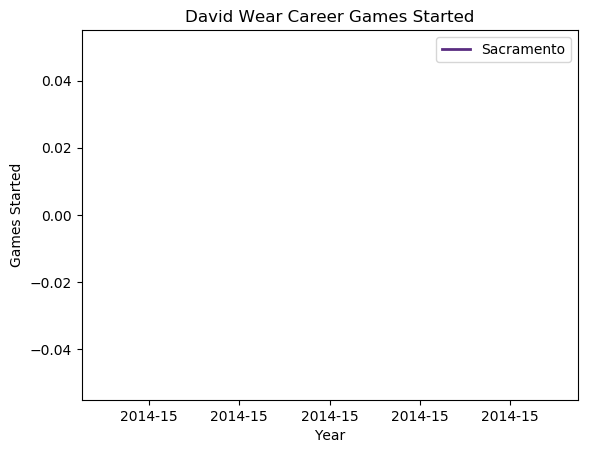 David Wear Career Games Started
Sacramento
0.04
0.02
0.00
−0.02
−0.04
Games Started
2014-15 2014-15 2014-15 2014-15 2014-15
Year